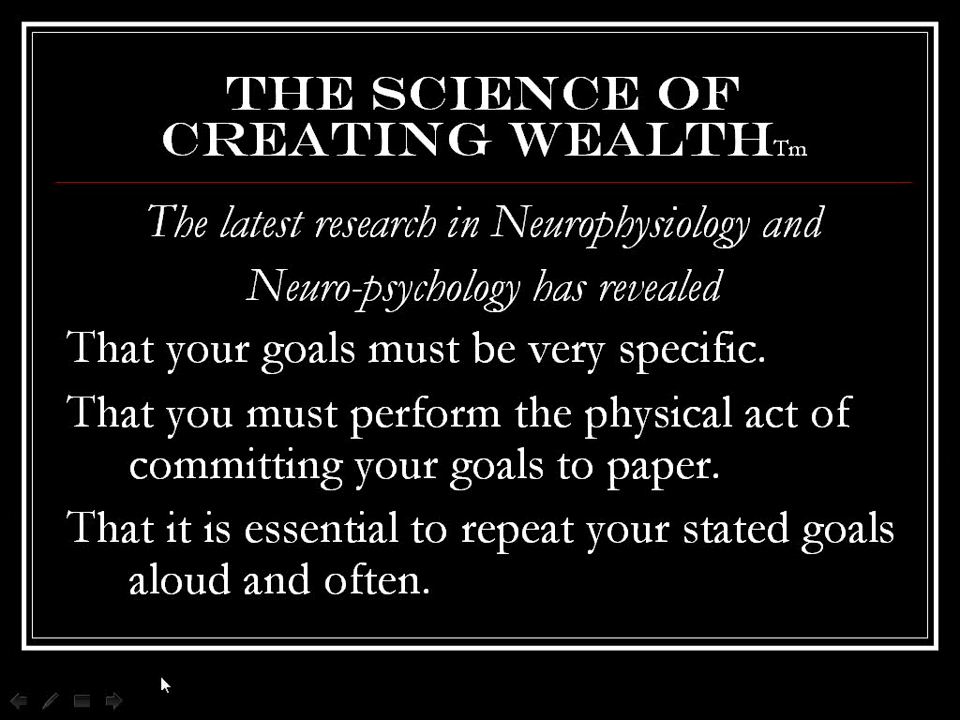 THE SCIENCE OF
CREATING WEALTHTm
The latest research in Neurophysiology and
Neuro-psychology has revealed
That your goals must be very specific.
That you must perform the physical act of
committing your goals to paper.
That it is essential to repeat your stated goals
aloud and often.